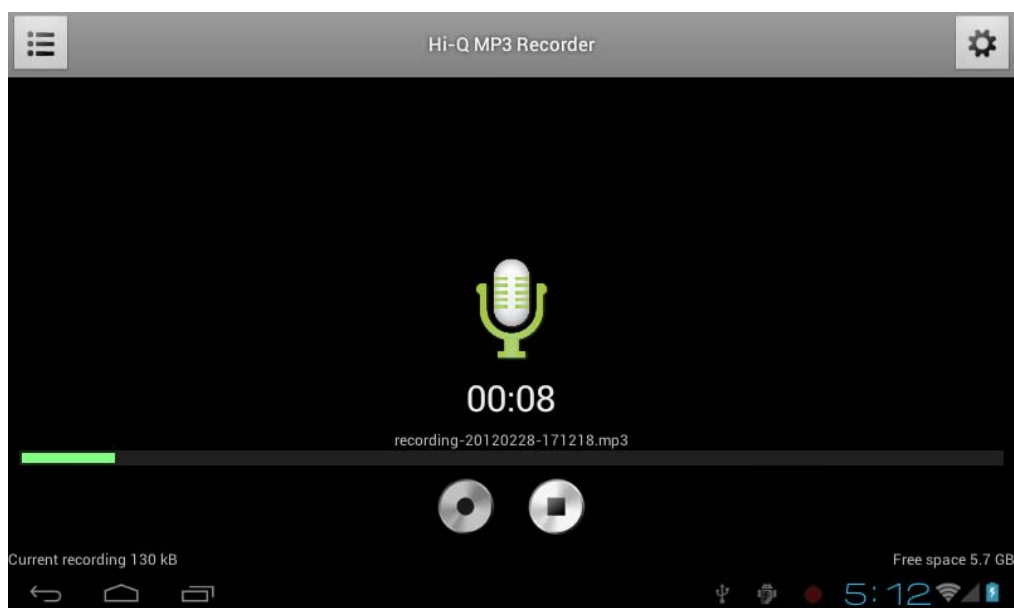 Hi-Q MP3 Recorder
00:08
recording-20120228-171218.mp3
Current recording 130 kB
Free space 5.7 GB
5:12